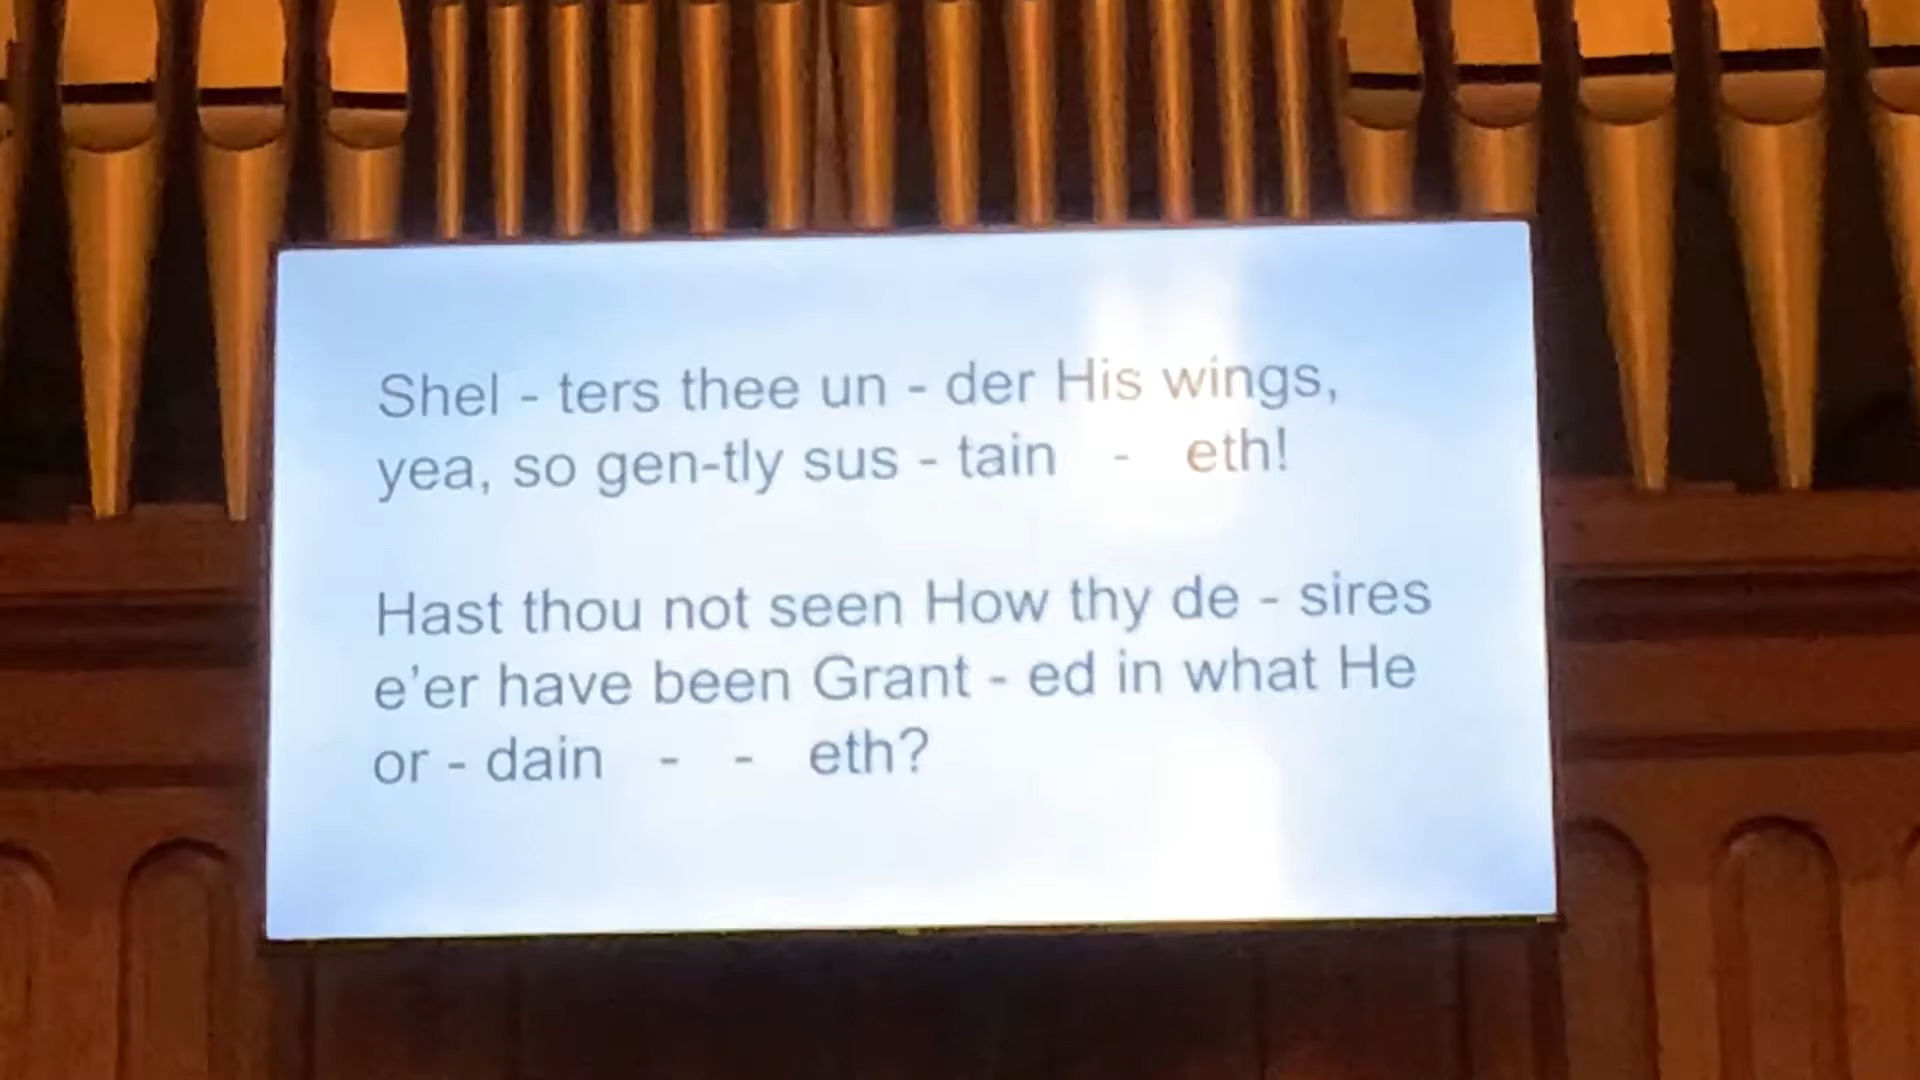 Shel - ters thee un - der His wings,
yea, so gen-tly sus - tain - eth!
Hast thou not seen How thy de - sires
e’er have been Grant - ed in what He
or - dain - - eth?